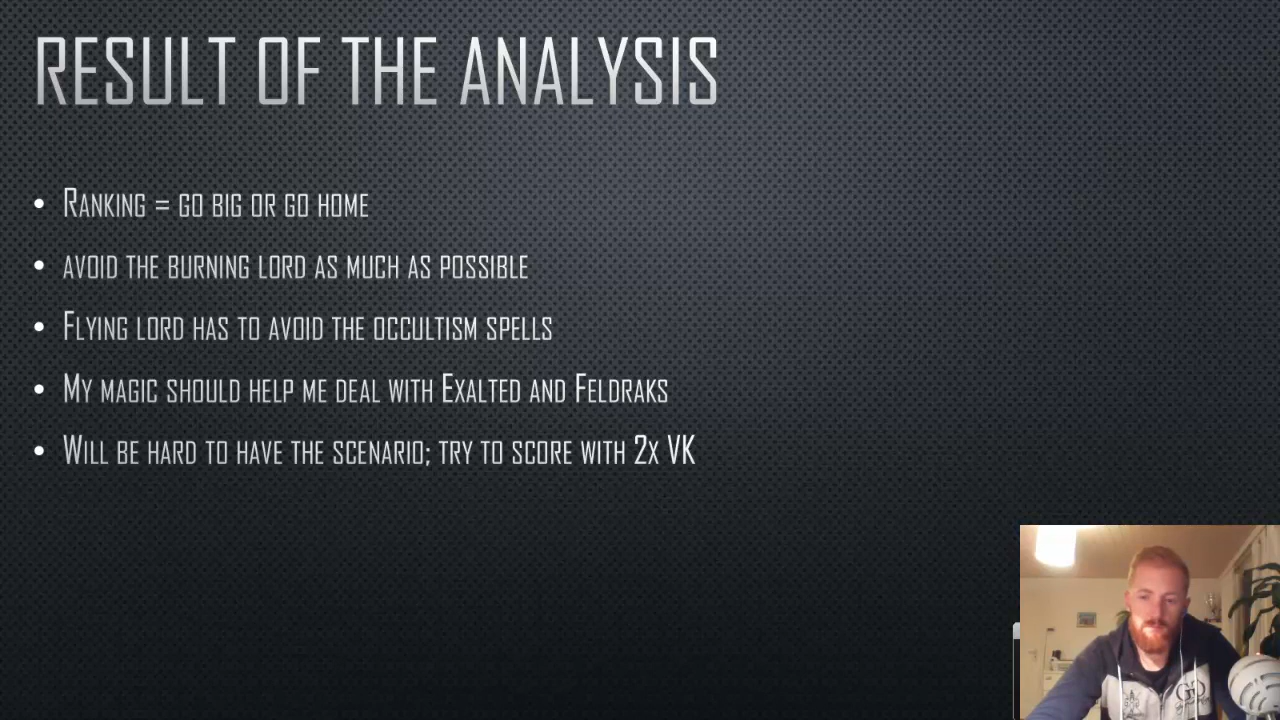 Result of the Analysis
• Ranking = go big or go home
• avoid the burning lord as much as possible
• Flying lord has to avoid the occultism spells
• My magic should help me deal with Exalted and Feldraks
• Will be hard to have the scenario; try to score with 2x VK